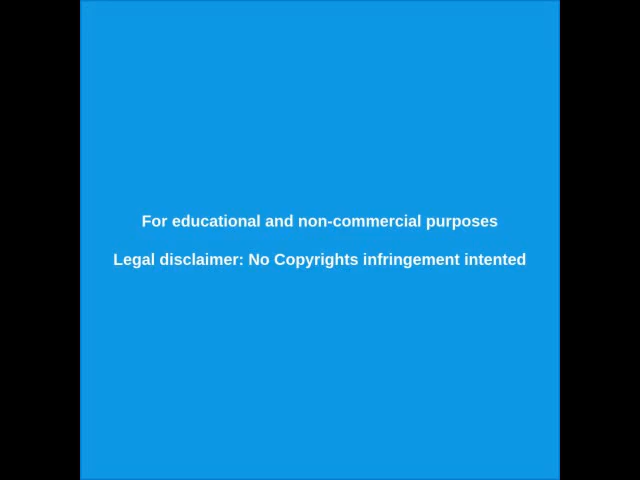 For educational and non-commercial purposes
Legal disclaimer: No Copyrights infringement intented